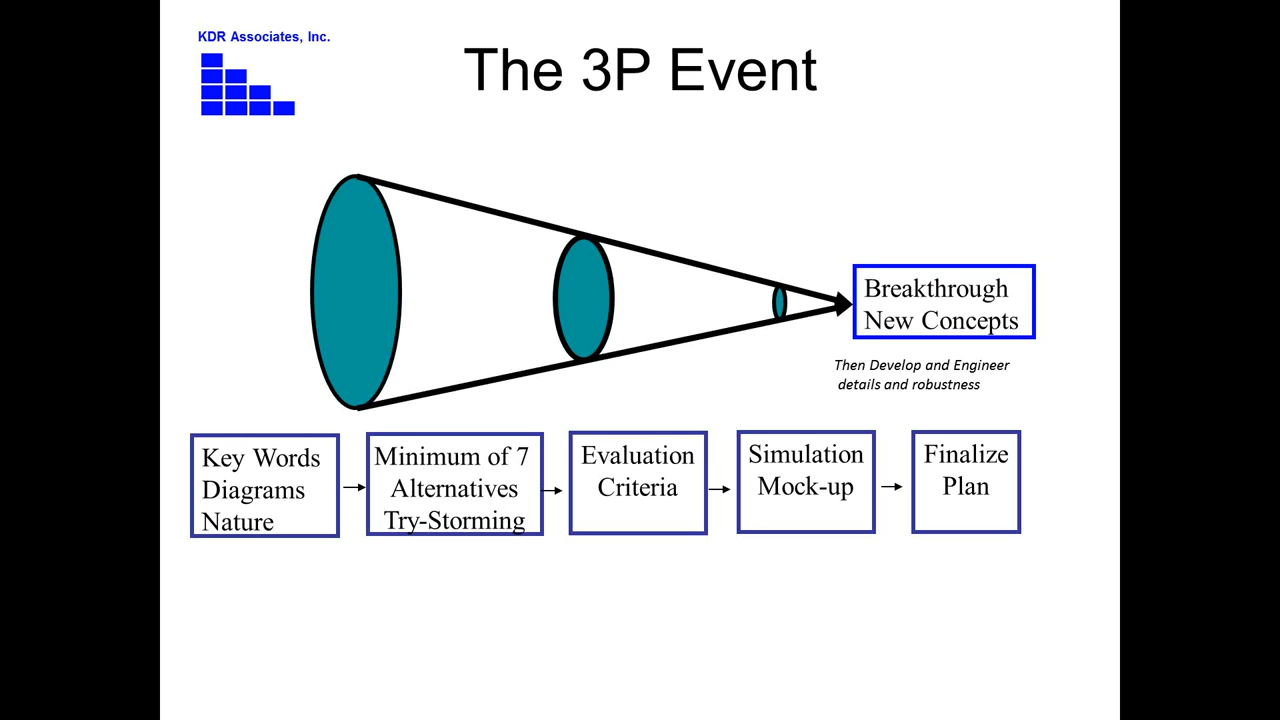 KDR Associates, Inc.
The 3P Event
Breakthrough
New Concepts
Then Develop and Engineer
details and robustness
Key Words
Diagrams
Nature
Minimum of 7
Alternatives
Try-Storming
Evaluation
Criteria
Simulation
Mock-up
Finalize
Plan